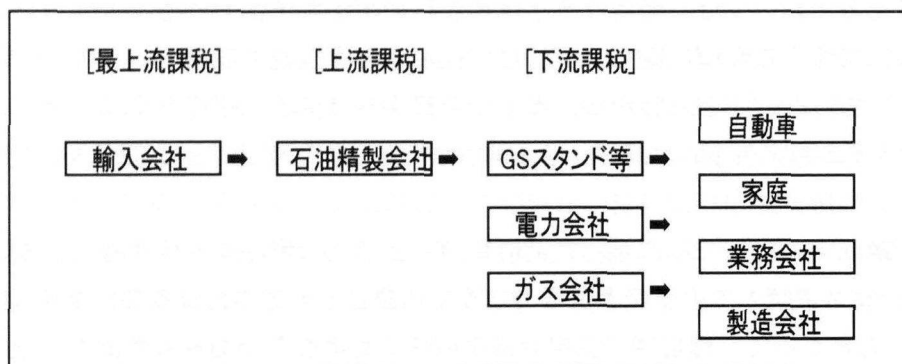 [最上流課税] [上流課税] [下流課税]
自動車
輸入会社 ➡ 石油精製会社 ➡ GSスタンド等 ➡
家庭
電力会社 ➡
業務会社
ガス会社 ➡
製造会社